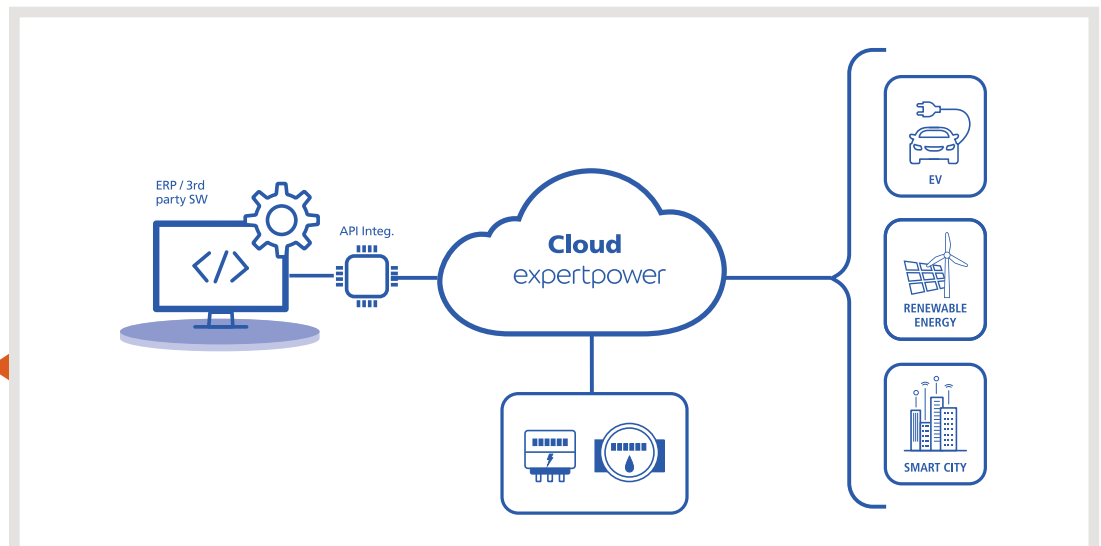 ERP / 3rd
party SW
API Integ.
Cloud
expertpower
EV
RENEWABLE
ENERGY
SMART CITY